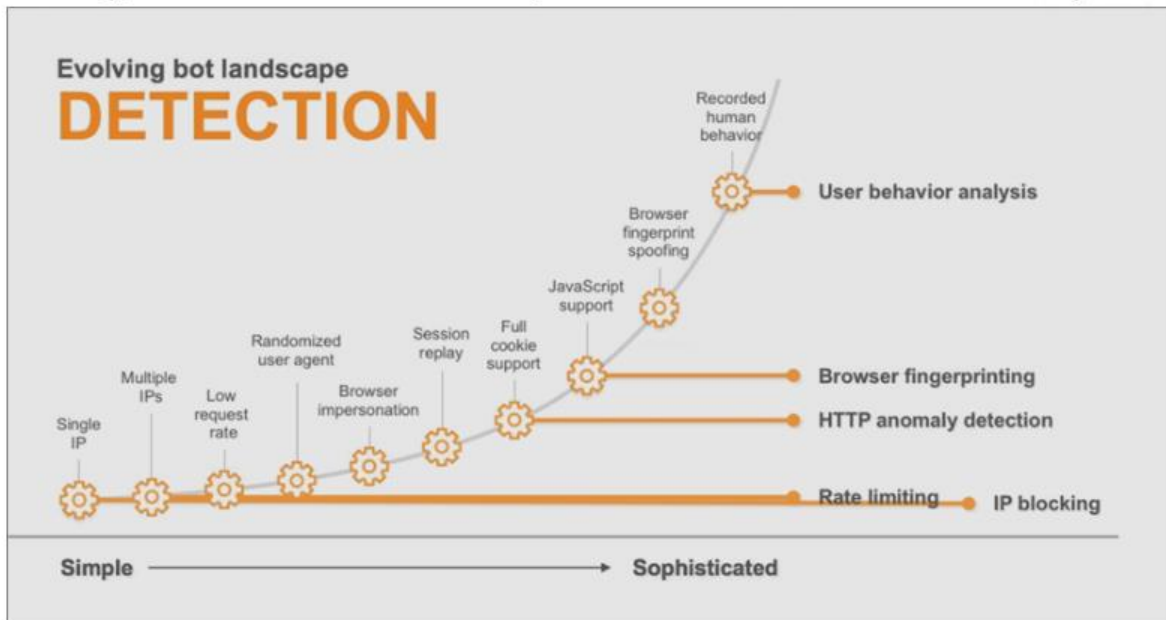 Evolving bot landscape
DETECTION
Recorded
human
behavior
User behavior analysis
Browser
fingerprint
spoofing
JavaScript
support
Browser fingerprinting
Full
cookie
support
HTTP anomaly detection
Session
replay
Randomized
user agent
Browser
impersonation
Multiple
IPs
Low
request
rate
Single
IP
Rate limiting
IP blocking
Simple
Sophisticated